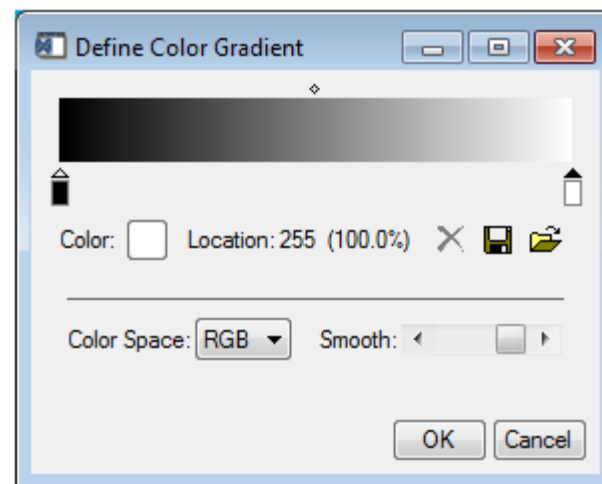 Define Color Gradient
Color: Location: 255 (100.0%)
Color Space: RGB Smooth:
OK Cancel